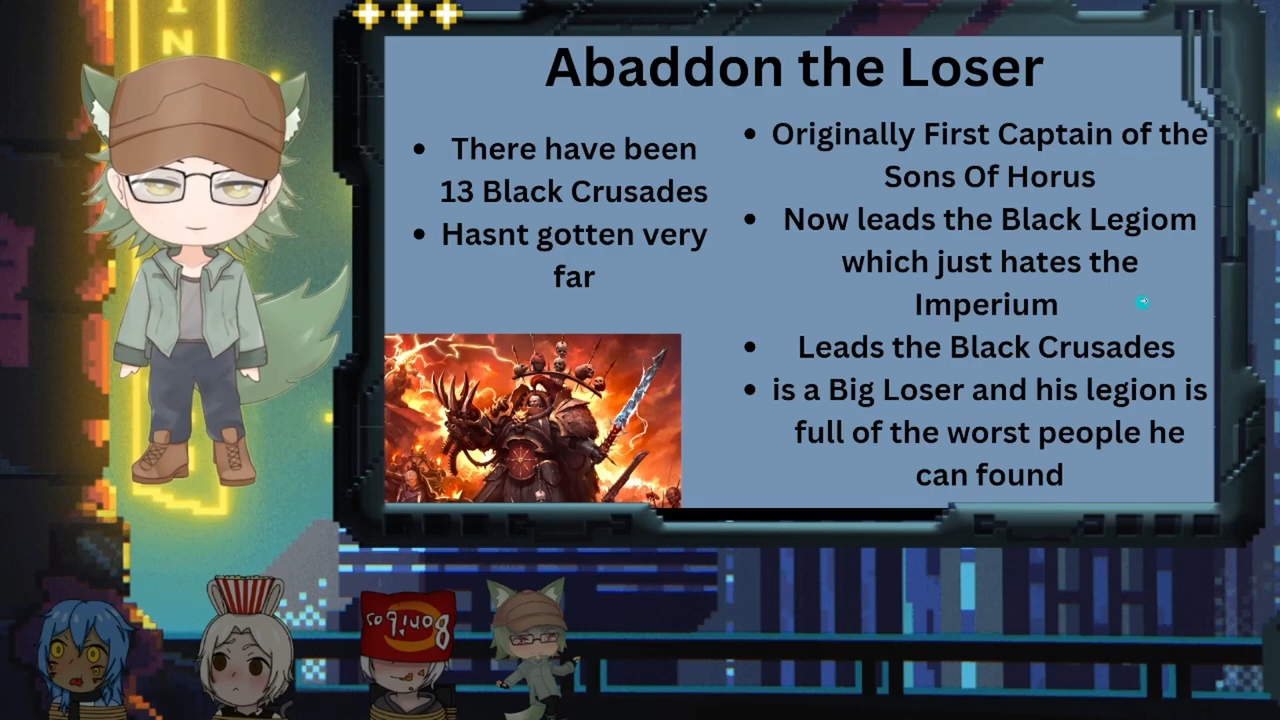 IN
Abaddon the Loser
There have been
13 Black Crusades
Hasnt gotten very
far
Originally First Captain of the
Sons Of Horus
Now leads the Black Legiom
which just hates the
Imperium
Leads the Black Crusades
is a Big Loser and his legion is
full of the worst people he
can found
Bonibos